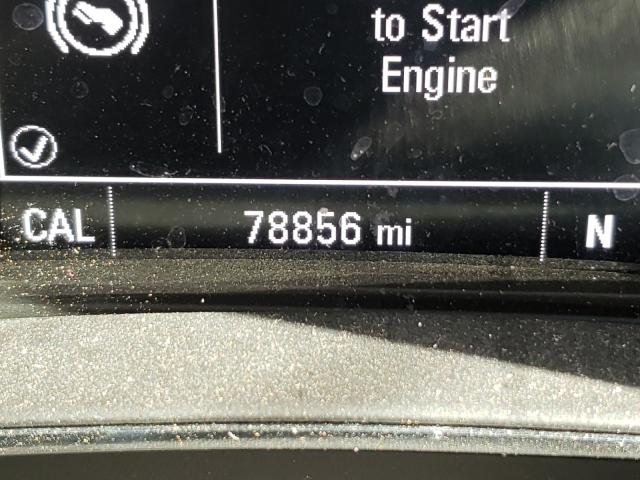 to Start
Engine
CAL 78856 mi N